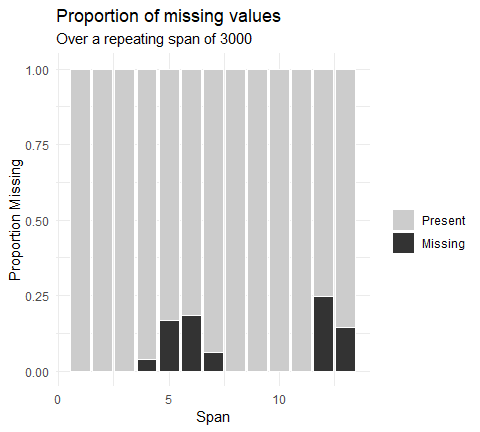 Proportion of missing values
Over a repeating span of 3000
Proportion Missing
1.00
0.75
0.50
0.25
0.00
0 5 10
Span
Present
Missing